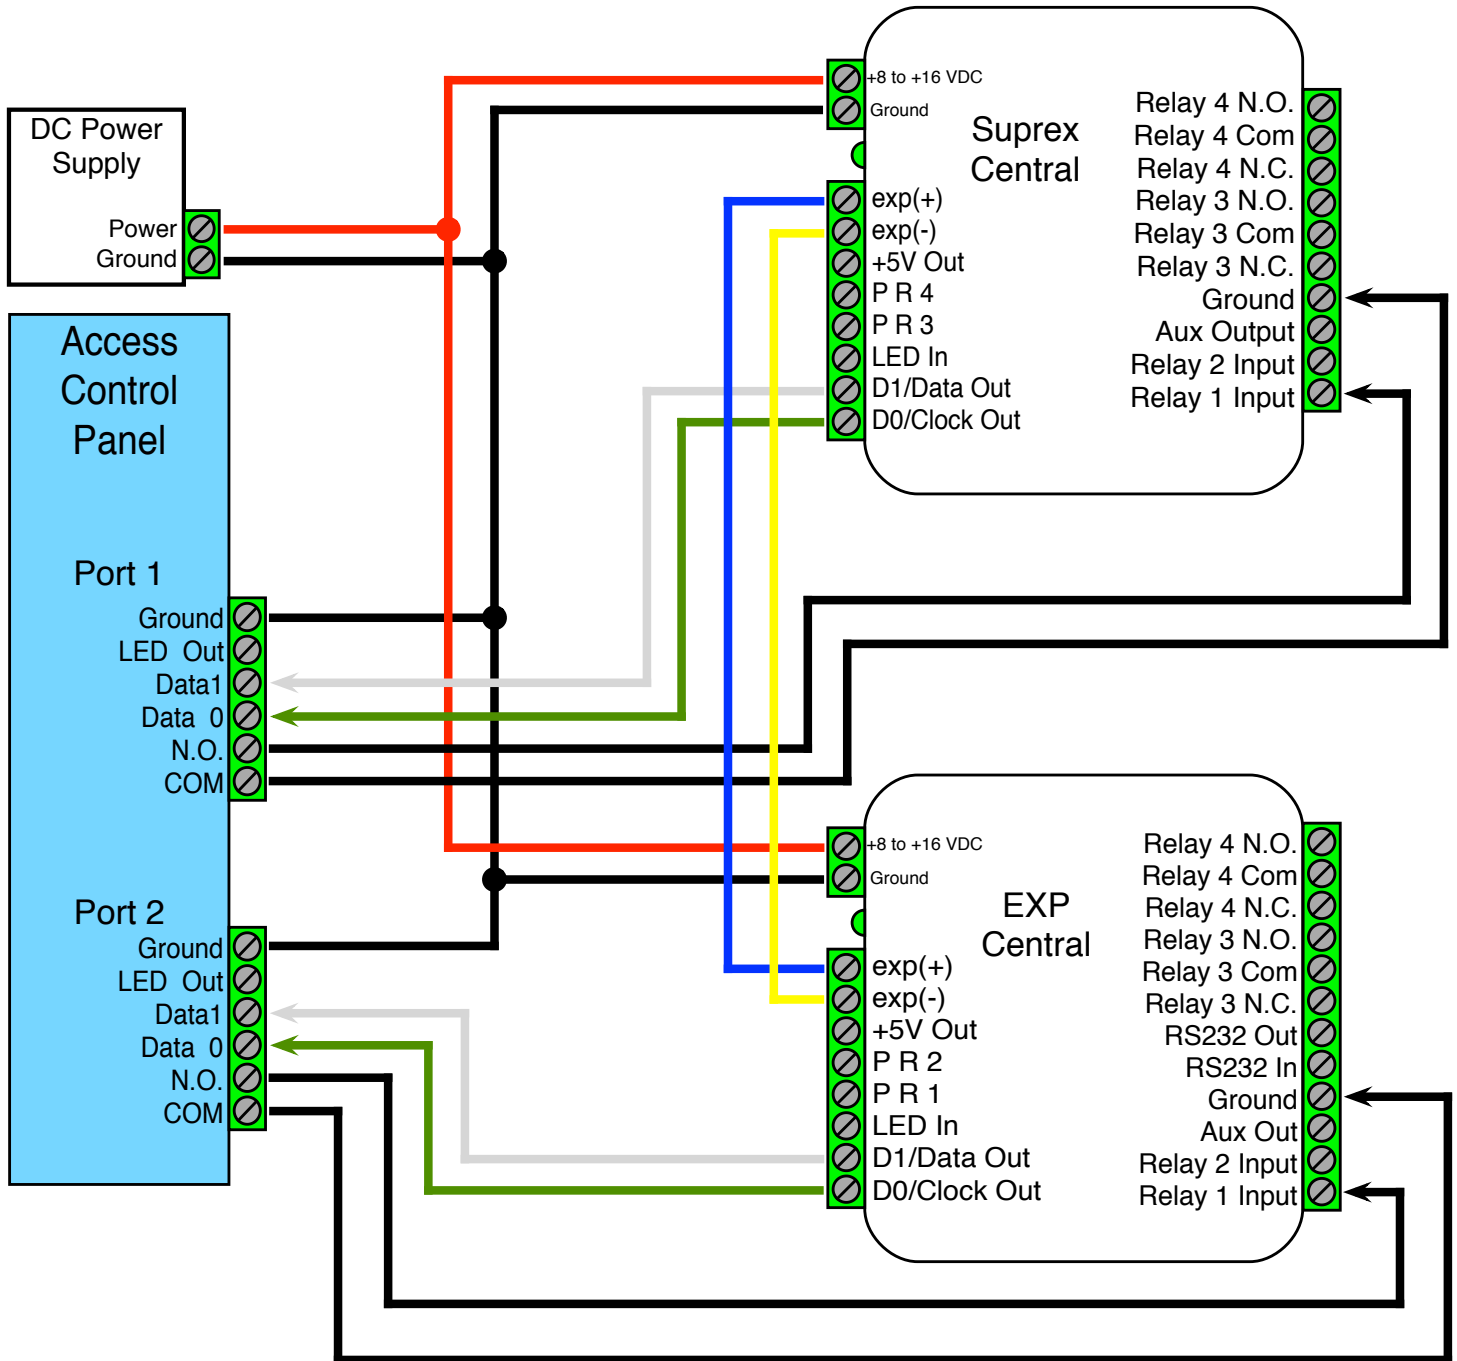 DC Power
Supply
Power
Ground
Access
Control
Panel
Port 1
Ground
LED Out
Data1
Data 0
N.O.
COM
Port 2
Ground
LED Out
Data1
Data 0
N.O.
COM
+8 to +16 VDC
Ground
Suprex
Central
exp(+)
exp(-)
+5V Out
P R 4
P R 3
LED In
D1/Data Out
D0/Clock Out
Relay 4 N.O.
Relay 4 Com
Relay 4 N.C.
Relay 3 N.O.
Relay 3 Com
Relay 3 N.C.
Ground
Aux Output
Relay 2 Input
Relay 1 Input
+8 to +16 VDC
Ground
EXP
Central
exp(+)
exp(-)
+5V Out
P R 2
P R 1
LED In
D1/Data Out
D0/Clock Out
Relay 4 N.O.
Relay 4 Com
Relay 4 N.C.
Relay 3 N.O.
Relay 3 Com
Relay 3 N.C.
RS232 Out
RS232 In
Ground
Aux Out
Relay 2 Input
Relay 1 Input